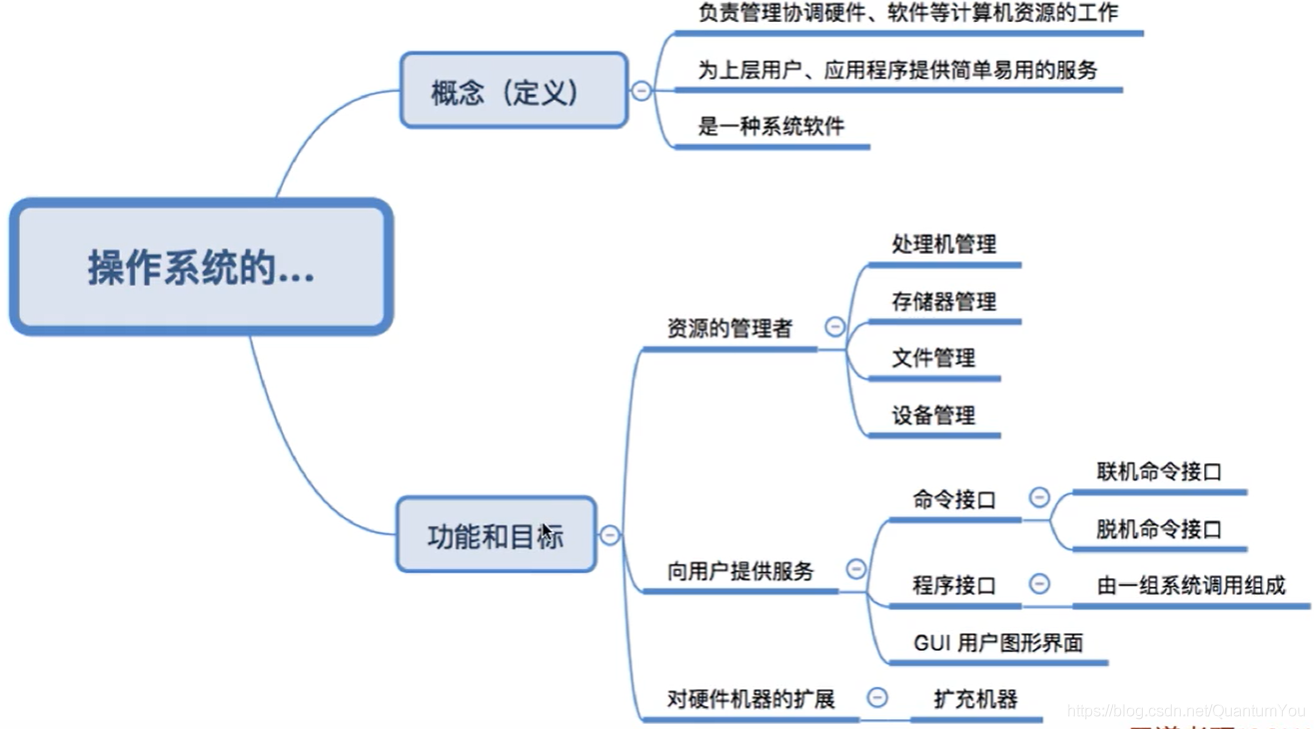 负责管理协调硬件、软件等计算机资源的工作
概念（定义）
为上层用户、应用程序提供简单易用的服务
是一种系统软件
操作系统的...
处理机管理
存储器管理
资源的管理者
文件管理
设备管理
联机命令接口
命令接口
脱机命令接口
功能和目标
向用户提供服务
程序接口
由一组系统调用组成
GUI 用户图形界面
对硬件机器的扩展
扩充机器
https://blog.csdn.net/QuantumYou